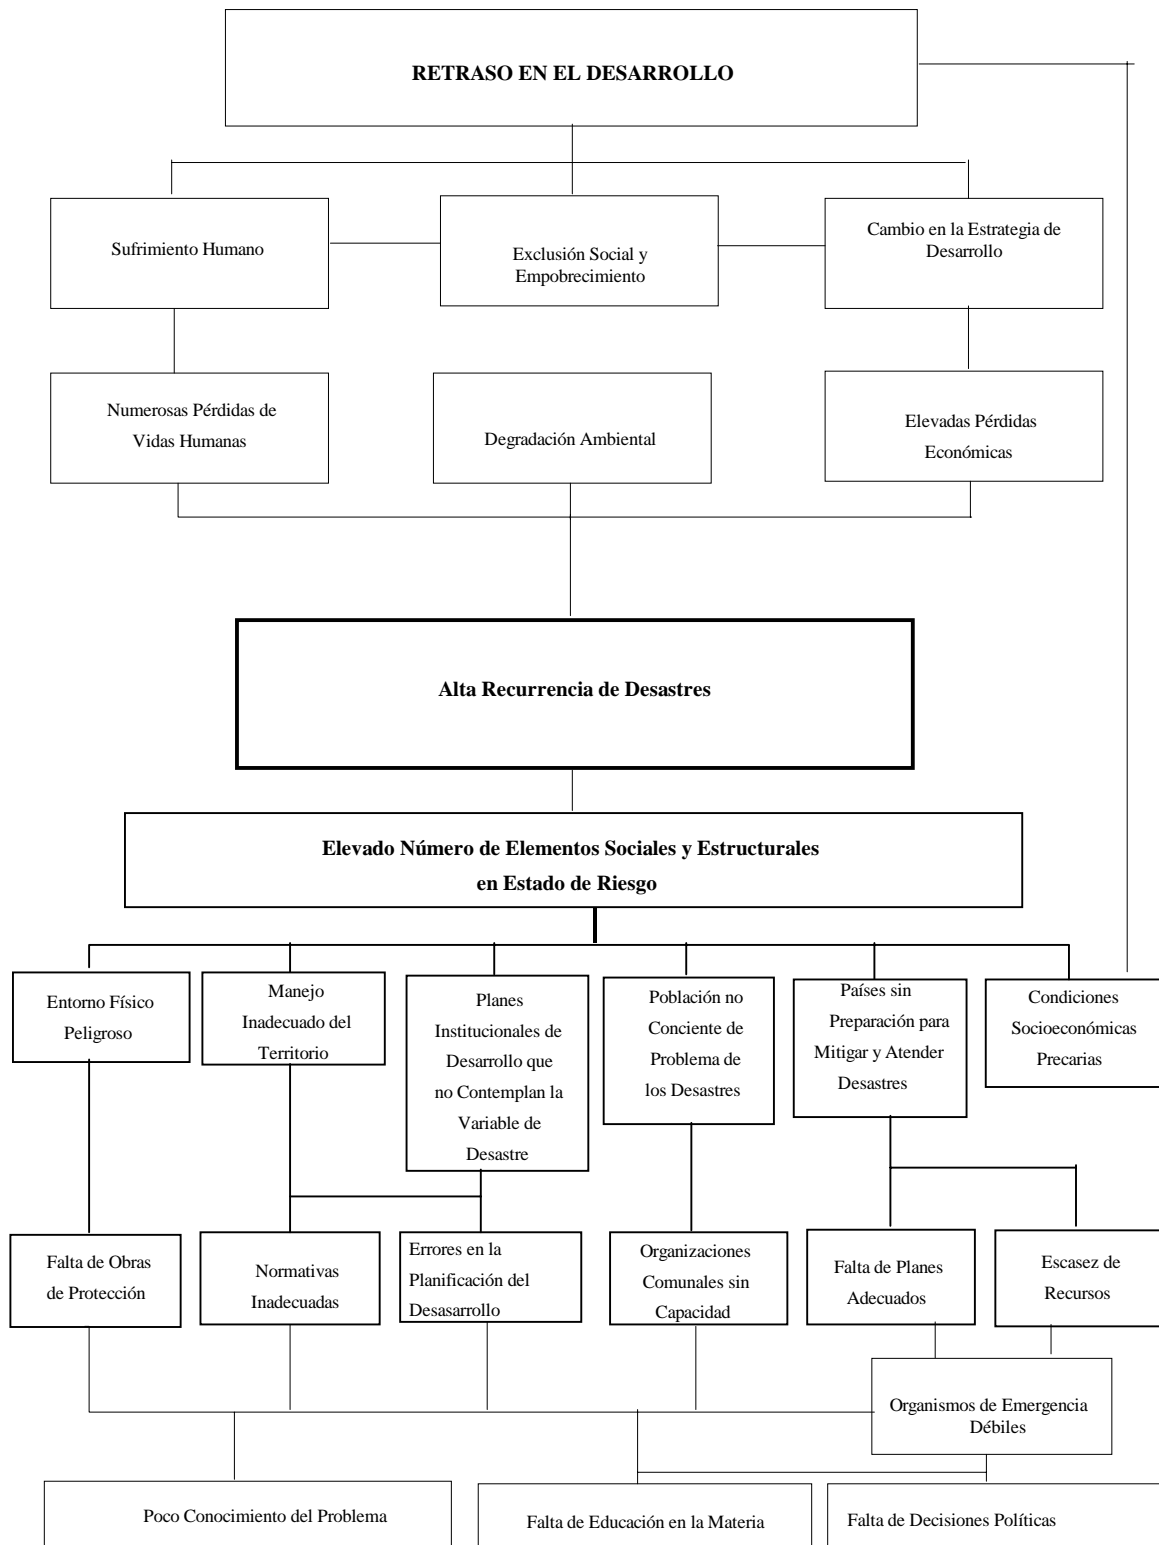 RETRASO EN EL DESARROLLO
Sufrimiento Humano
Exclusión Social y
Empobrecimiento
Cambio en la Estrategia de
Desarrollo
Numerosas Pérdidas de
Vidas Humanas
Degradación Ambiental
Elevadas Pérdidas
Económicas
Alta Recurrencia de Desastres
Elevado Número de Elementos Sociales y Estructurales
en Estado de Riesgo
Entorno Físico
Peligroso
Manejo
Inadecuado del
Territorio
Planes
Institucionales de
Desarrollo que
no Contemplan la
Variable de
Desastre
Población no
Conciente de
Problema de
los Desastres
Países sin
Preparación para
Mitigar y Atender
Desastres
Condiciones
Socioeconómicas
Precarias
Falta de Obras
de Protección
Normativas
Inadecuadas
Errores en la
Planificación del
Desasarrollo
Organizaciones
Comunales sin
Capacidad
Falta de Planes
Adecuados
Escasez de
Recursos
Organismos de Emergencia
Débiles
Poco Conocimiento del Problema
Falta de Educación en la Materia
Falta de Decisiones Políticas